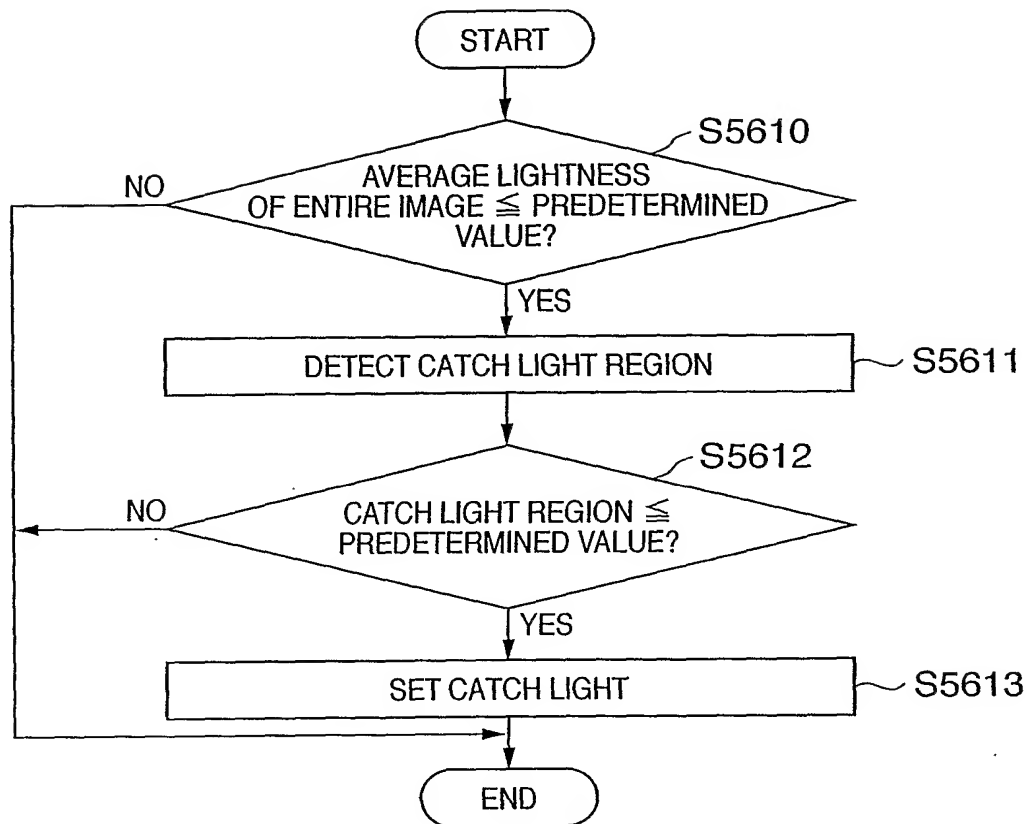 START
S5610
AVERAGE LIGHTNESS
OF ENTIRE IMAGE ≦ PREDETERMINED
VALUE?
NO
YES
DETECT CATCH LIGHT REGION
S5611
S5612
CATCH LIGHT REGION ≦
PREDETERMINED VALUE?
NO
YES
SET CATCH LIGHT
S5613
END